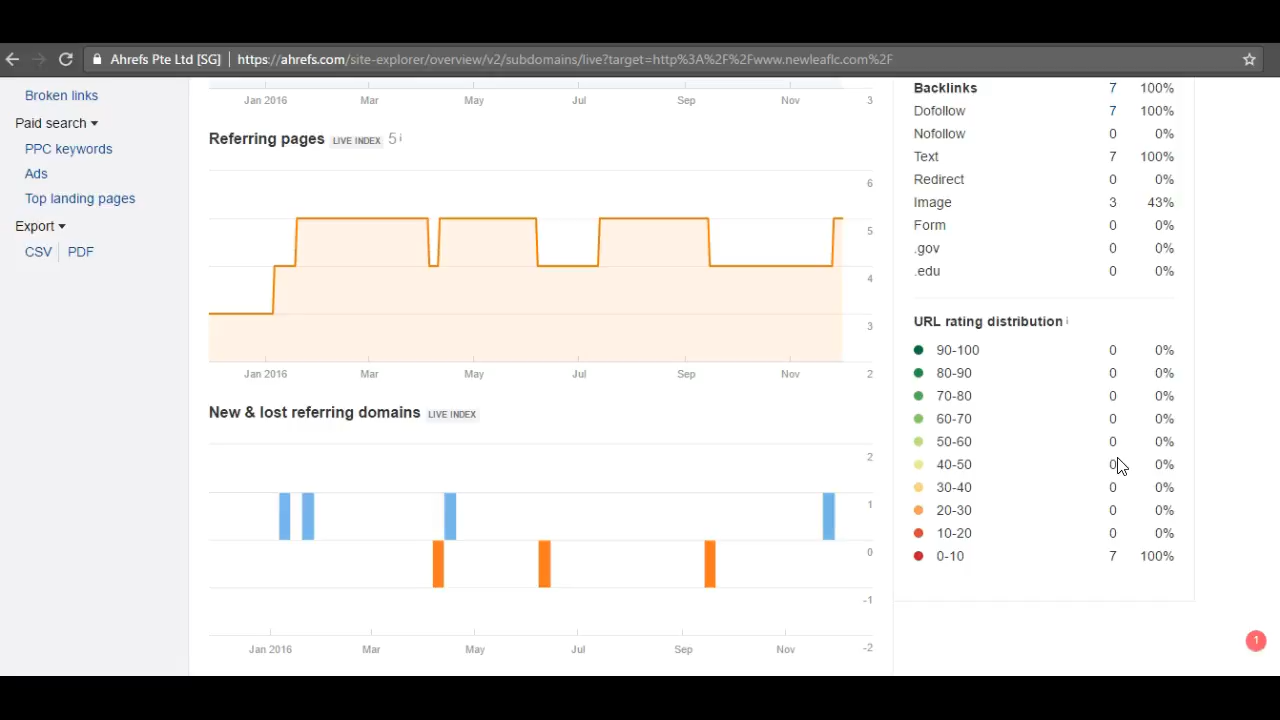 Ahrefs Pte Ltd [SG] https://ahrefs.com/site-explorer/overview/v2/subdomains/live?target=http%3A%2F%2Fwww.newleaflc.com%2F
Broken links
Paid search
PPC keywords
Ads
Top landing pages
Export
CSV PDF
Jan 2016 Mar May Jul Sep Nov 3
Referring pages LIVE INDEX 5 i
6
5
4
3
Jan 2016 Mar May Jul Sep Nov 2
New & lost referring domains LIVE INDEX
2
1
0
-1
Jan 2016 Mar May Jul Sep Nov -2
Backlinks 7 100%
Dofollow 7 100%
Nofollow 0 0%
Text 7 100%
Redirect 0 0%
Image 3 43%
Form 0 0%
.gov 0 0%
.edu 0 0%
URL rating distribution i
90-100 0 0%
80-90 0 0%
70-80 0 0%
60-70 0 0%
50-60 0 0%
40-50 0 0%
30-40 0 0%
20-30 0 0%
10-20 0 0%
0-10 7 100%
1